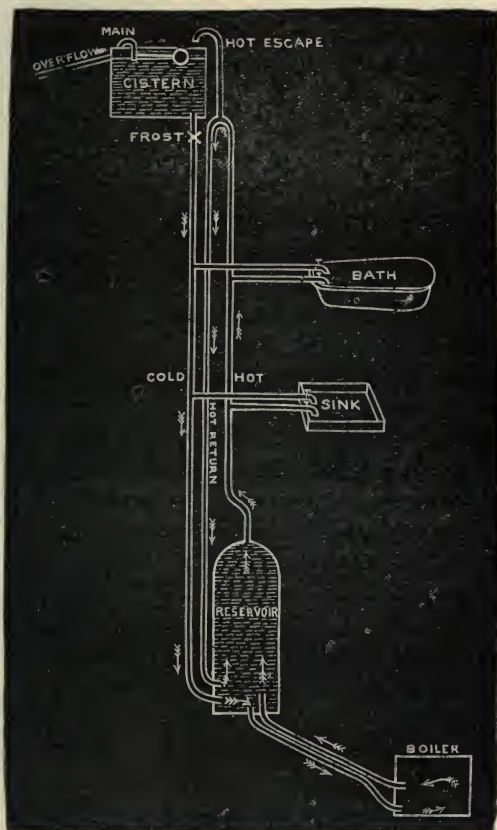 MAIN
HOT ESCAPE
OVERFLOW
CISTERN
FROST
BATH
COLD
HOT
SINK
HOT RETURN
RESERVOIR
BOILER